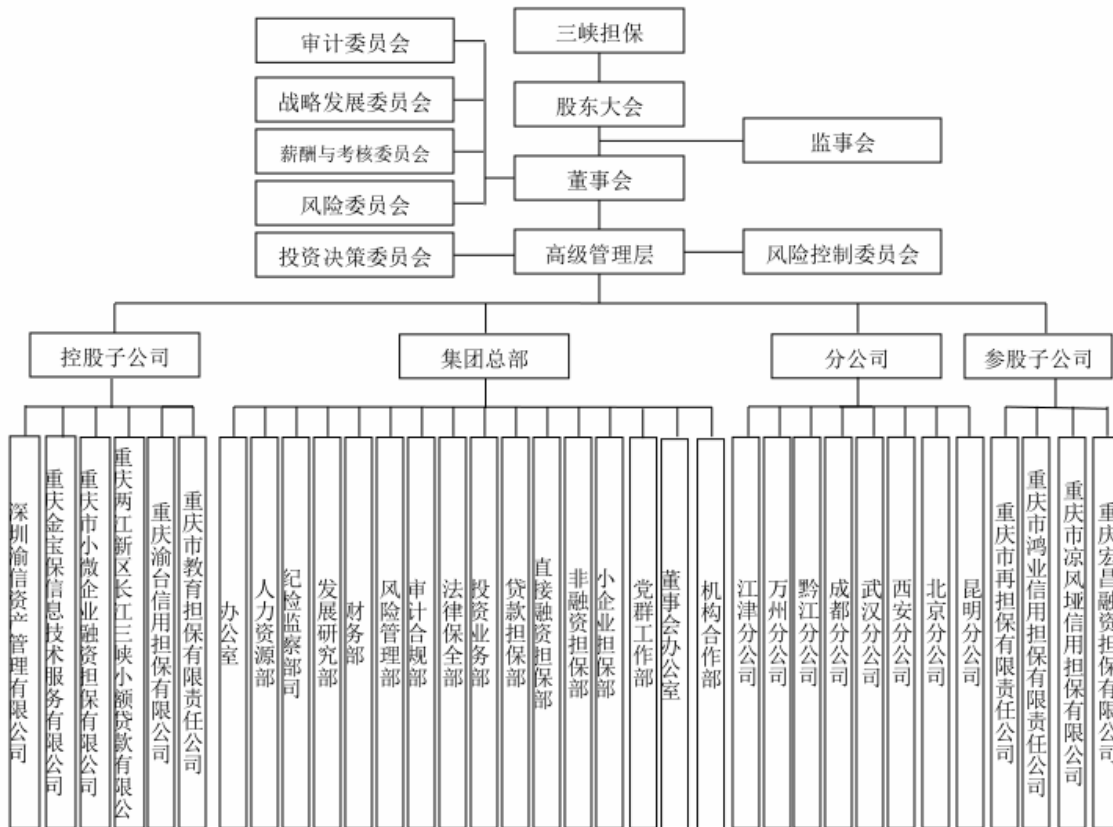 三峡担保
审计委员会
股东大会
战略发展委员会
监事会
薪酬与考核委员会
董事会
风险委员会
投资决策委员会
高级管理层
风险控制委员会
控股子公司
集团总部
分公司
参股子公司
深圳渝信资产管理有限公司
重庆金宝保信息技术服务有限公司
重庆市小微企业融资担保有限公司
重庆两江新区长江三峡小额贷款有限公
重庆渝台信用担保有限公司
重庆市教育担保有限责任公司
办公室
人力资源部
纪检监察部司
发展研究部
财务部
风险管理部
审计合规部
法律保全部
投资业务部
贷款担保部
直接融资担保部
非融资担保部
小企业担保部
党群工作部
董事会办公室
机构合作部
江津分公司
万州分公司
黔江分公司
成都分公司
武汉分公司
西安分公司
北京分公司
昆明分公司
重庆市再担保有限责任公司
重庆市鸿业信用担保有限责任公司
重庆市凉风垭信用担保有限公司
重庆宏昌融资担保有限公司